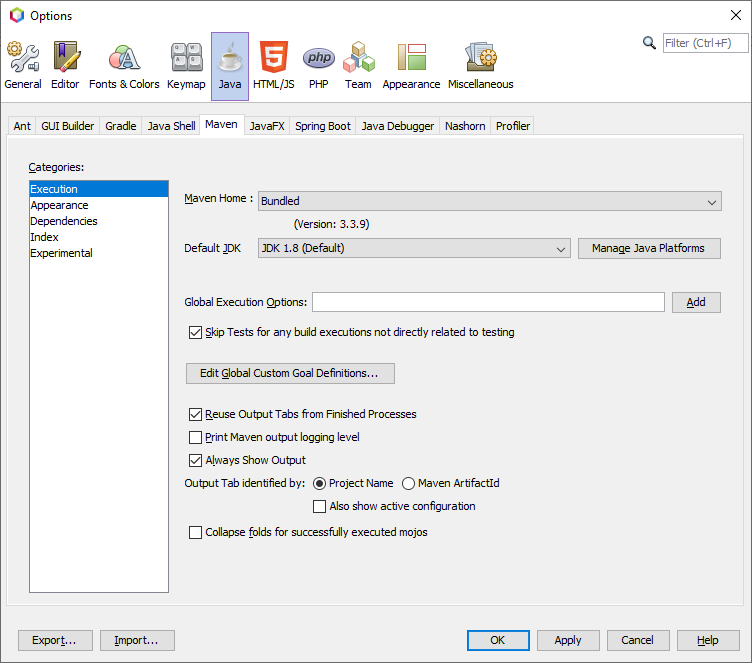 Options
Filter (Ctrl+F)
Q W A S
5
php
General Editor Fonts & Colors Keymap Java HTML/JS PHP Team Appearance Miscellaneous
Ant GUI Builder Gradle Java Shell Maven JavaFX Spring Boot Java Debugger Nashorn Profiler
Categories:
Execution
Appearance
Dependencies
Index
Experimental
Maven Home : Bundled
(Version: 3.3.9)
Default JDK JDK 1.8 (Default) Manage Java Platforms
Global Execution Options: Add
Skip Tests for any build executions not directly related to testing
Edit Global Custom Goal Definitions...
Reuse Output Tabs from Finished Processes
Print Maven output logging level
Always Show Output
Output Tab identified by: Project Name Maven ArtifactId
Also show active configuration
Collapse folds for successfully executed mojos
Export... Import... OK Apply Cancel Help